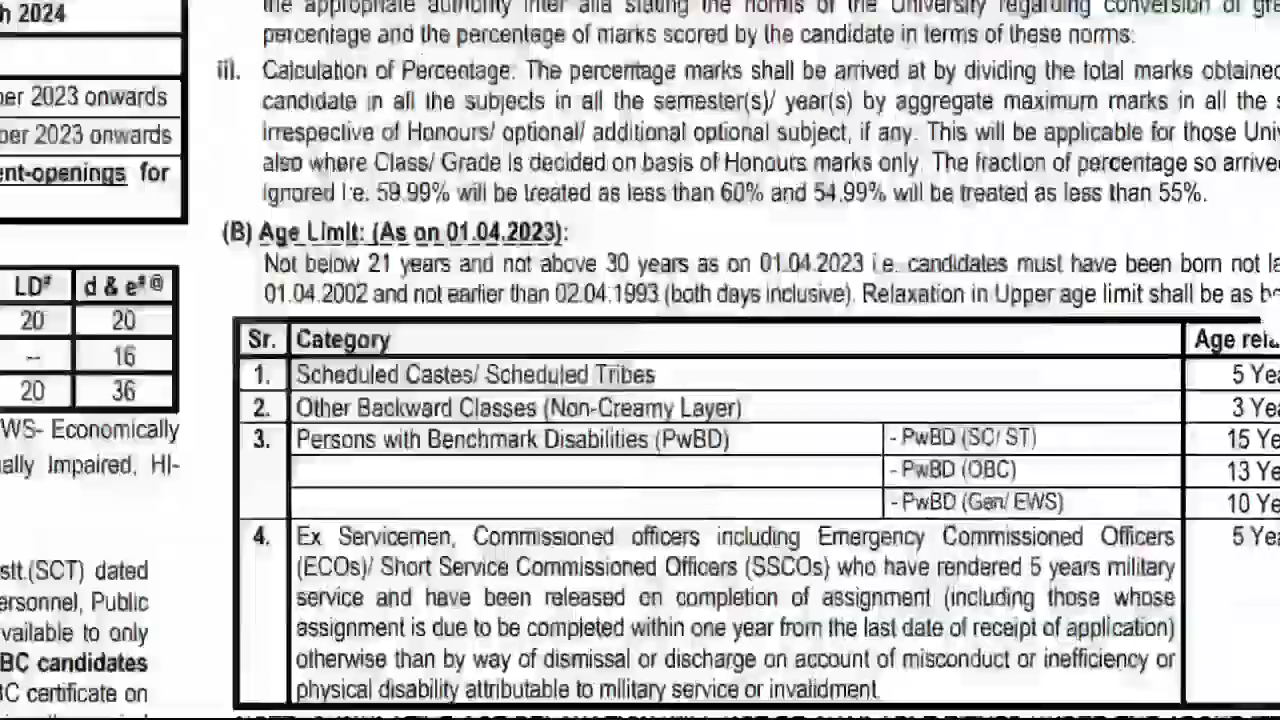 h 2024
ber 2023 onwards
ber 2023 onwards
ent-openings for
LD# d & e# @
20 20
-- 16
20 36
WS- Economically
ally Impaired, HI-
stt.(SCT) dated
ersonnel, Public
vailable to only
BC candidates
BC certificate on
the appropriate authority inter alia stating the norms of the University regarding conversion of gr
percentage and the percentage of marks scored by the candidate in terms of these norms.
iii. Calculation of Percentage: The percentage marks shall be arrived at by dividing the total marks obtained
candidate in all the subjects in all the semester(s)/ year(s) by aggregate maximum marks in all the s
irrespective of Honours/ optional/ additional optional subject, if any. This will be applicable for those Uni
also where Class/ Grade is decided on basis of Honours marks only. The fraction of percentage so arrive
ignored i.e. 59.99% will be treated as less than 60% and 54.99% will be treated as less than 55%.
(B) Age Limit: (As on 01.04.2023):
Not below 21 years and not above 30 years as on 01.04.2023 i.e. candidates must have been born not la
01.04.2002 and not earlier than 02.04.1993 (both days inclusive). Relaxation in Upper age limit shall be as be
Sr. Category Age rela
1. Scheduled Castes/ Scheduled Tribes 5 Yea
2. Other Backward Classes (Non-Creamy Layer) 3 Yea
3. Persons with Benchmark Disabilities (PwBD) - PwBD (SC/ ST) 15 Ye
- PwBD (OBC) 13 Ye
- PwBD (Gen/ EWS) 10 Ye
4. Ex Servicemen, Commissioned officers including Emergency Commissioned Officers 5 Yea
(ECOs)/ Short Service Commissioned Officers (SSCOs) who have rendered 5 years military
service and have been released on completion of assignment (including those whose
assignment is due to be completed within one year from the last date of receipt of application)
otherwise than by way of dismissal or discharge on account of misconduct or inefficiency or
physical disability attributable to military service or invalidment.